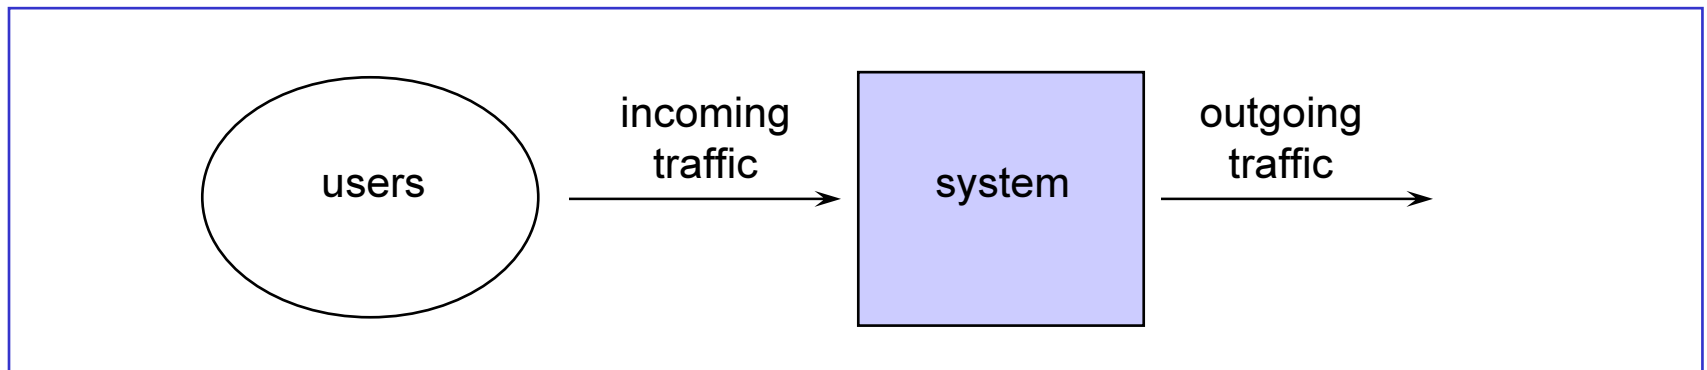 users
incoming
traffic
system
outgoing
traffic